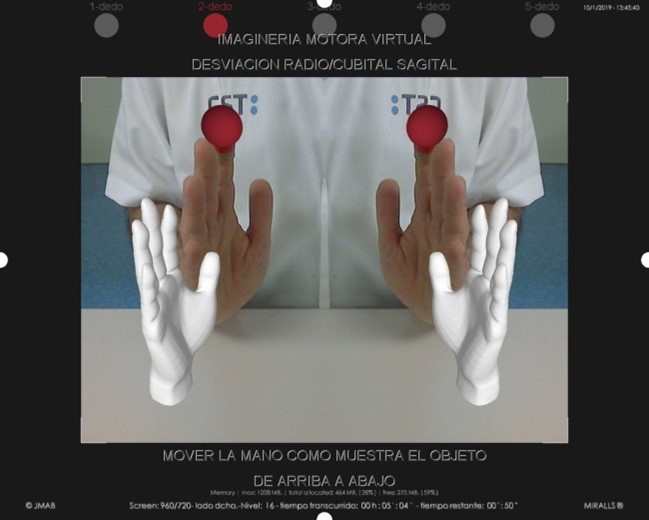 1-dedo 2-dedo 3-dedo 4-dedo 5-dedo 10/1/2019 - 13:45:43
IMAGINERIA MOTORA VIRTUAL
DESVIACION RADIO/CUBITAL SAGITAL
CST:
MOVER LA MANO COMO MUESTRA EL OBJETO
DE ARRIBA A ABAJO
© JMAB Screen: 960/720- lado dcho.-Nivel: 16 - tiempo transcurrido: 00 h : 05´: 04¨ - tiempo restante: 00´: 50¨ MIRALLS®